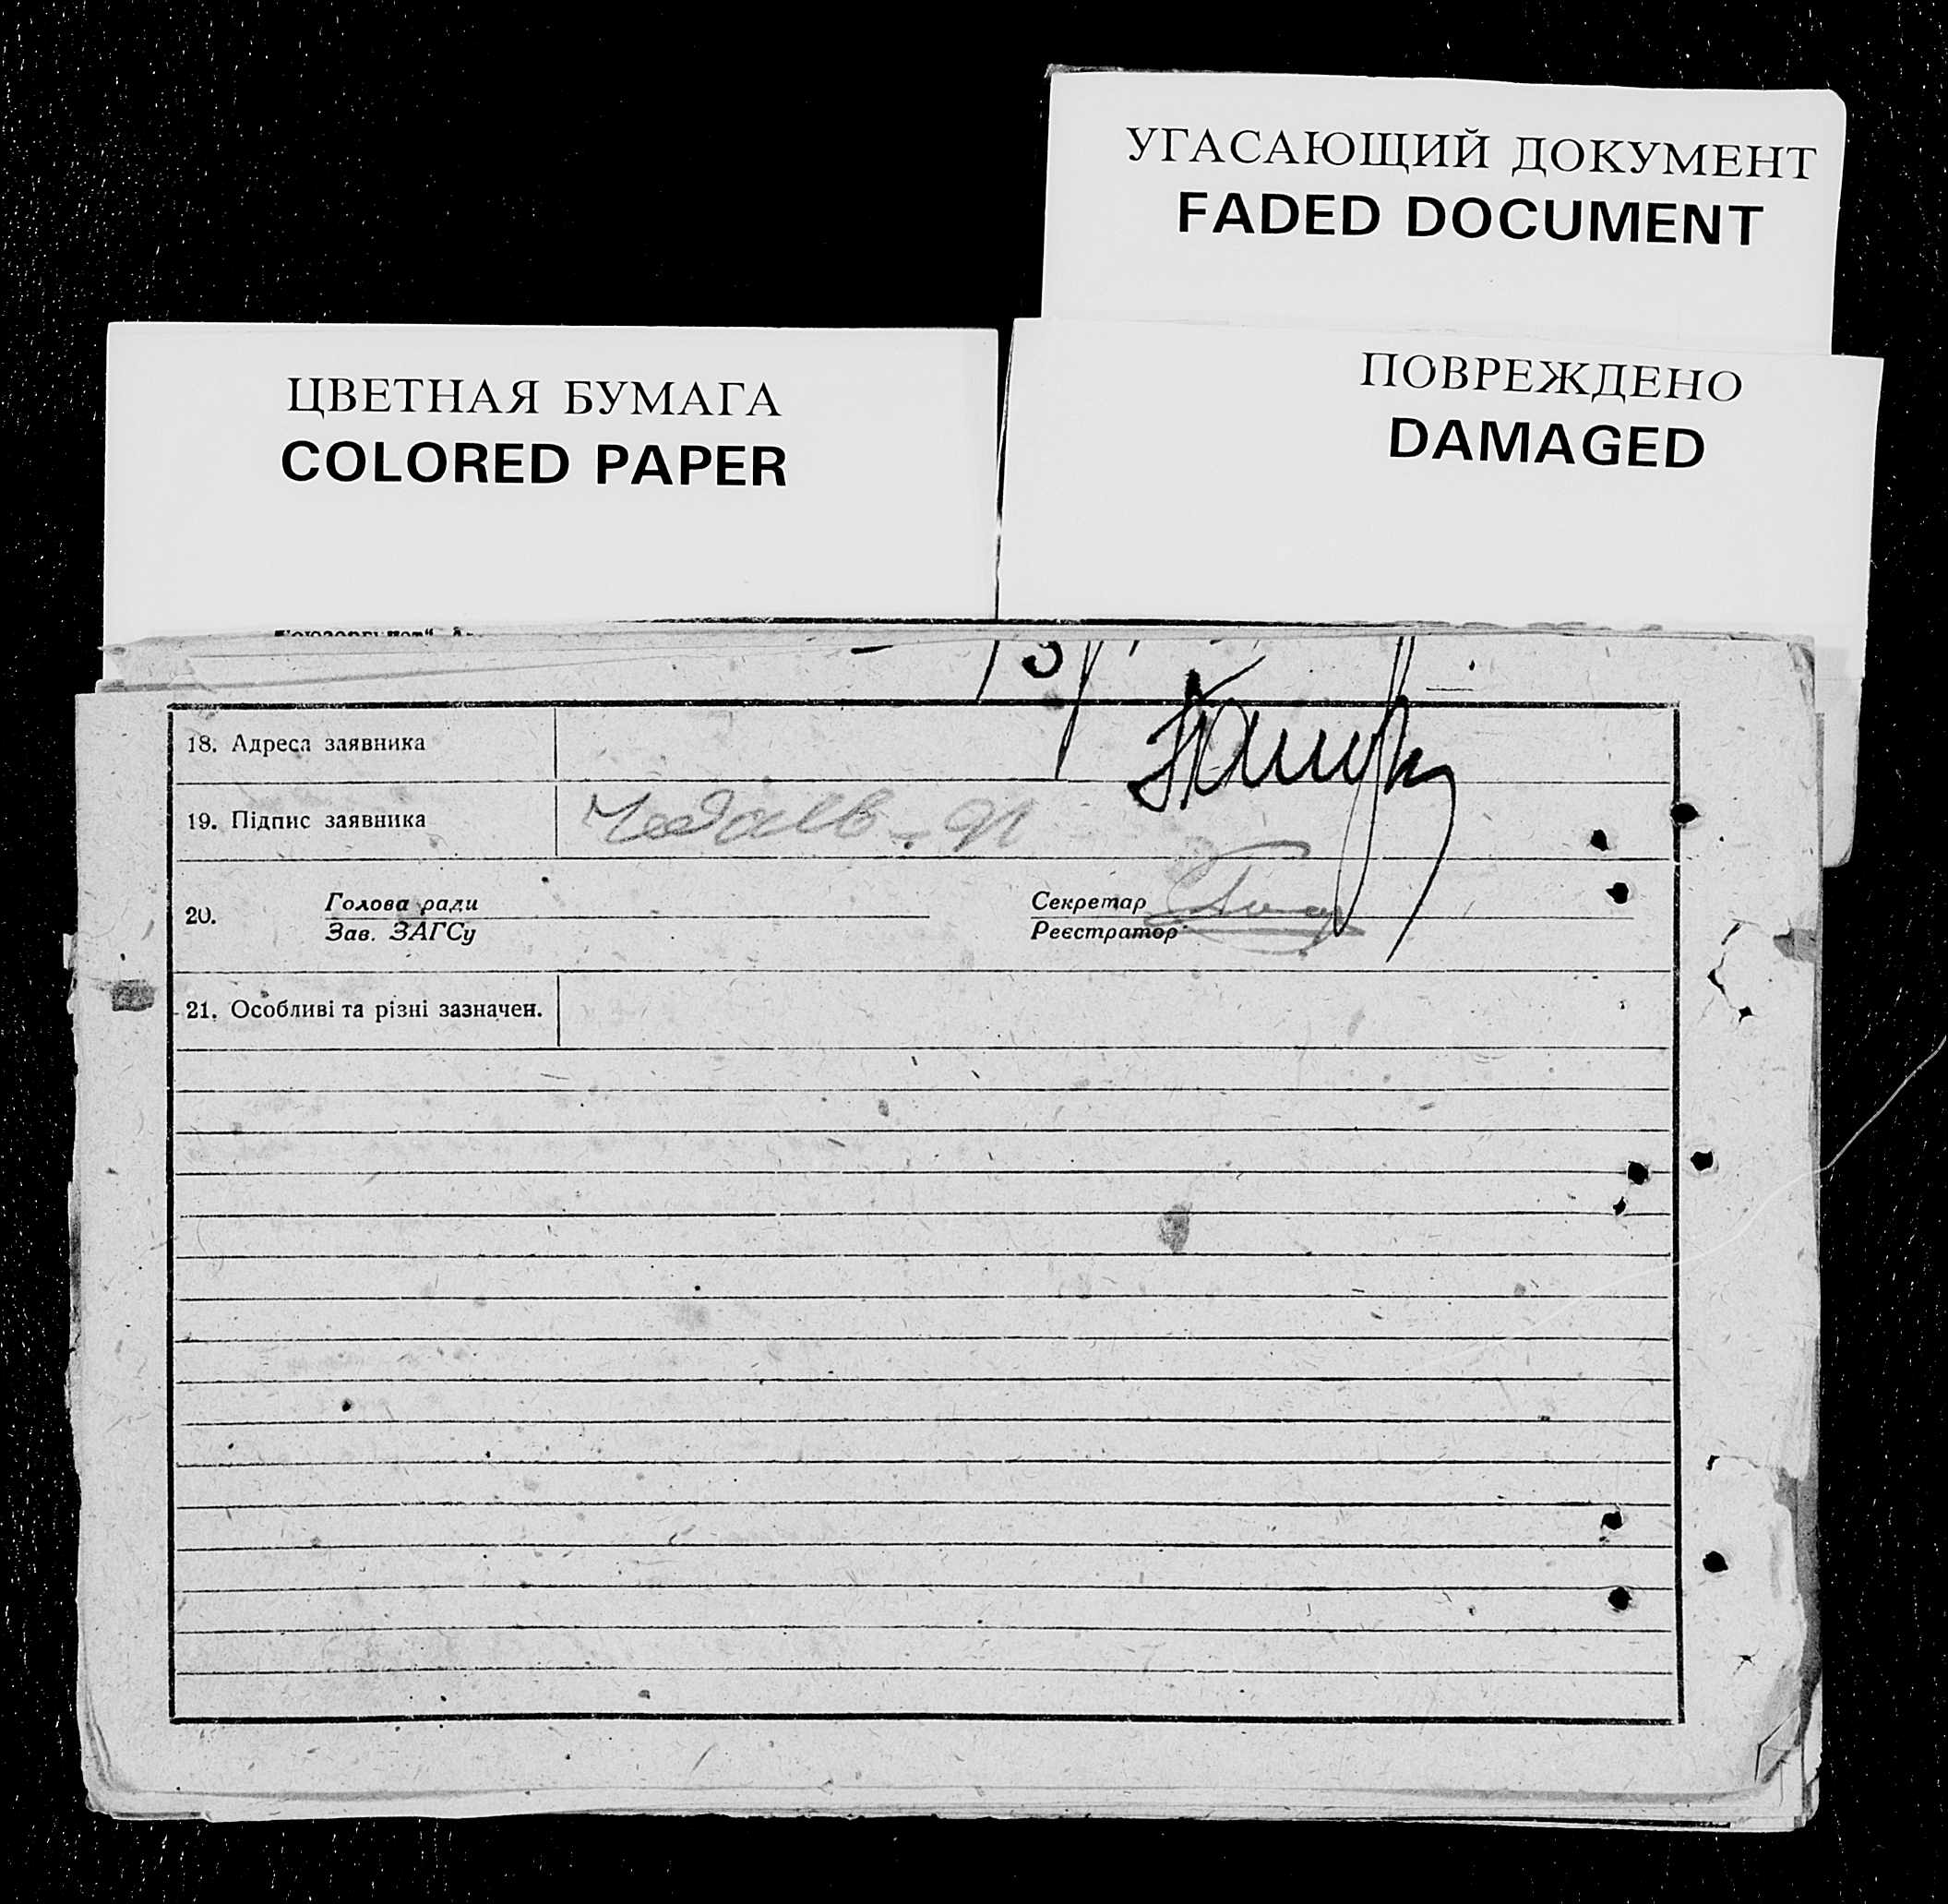 УГАСАЮЩИЙ ДОКУМЕНТ
FADED DOCUMENT
ЦВЕТНАЯ БУМАГА
COLORED PAPER
ПОВРЕЖДЕНО
DAMAGED
18. Адреса заявника
19. Підпис заявника
20.
Голова ради
Зав. ЗАГСу
Секретар
Реєстратор
21. Особливі та різні зазначен.